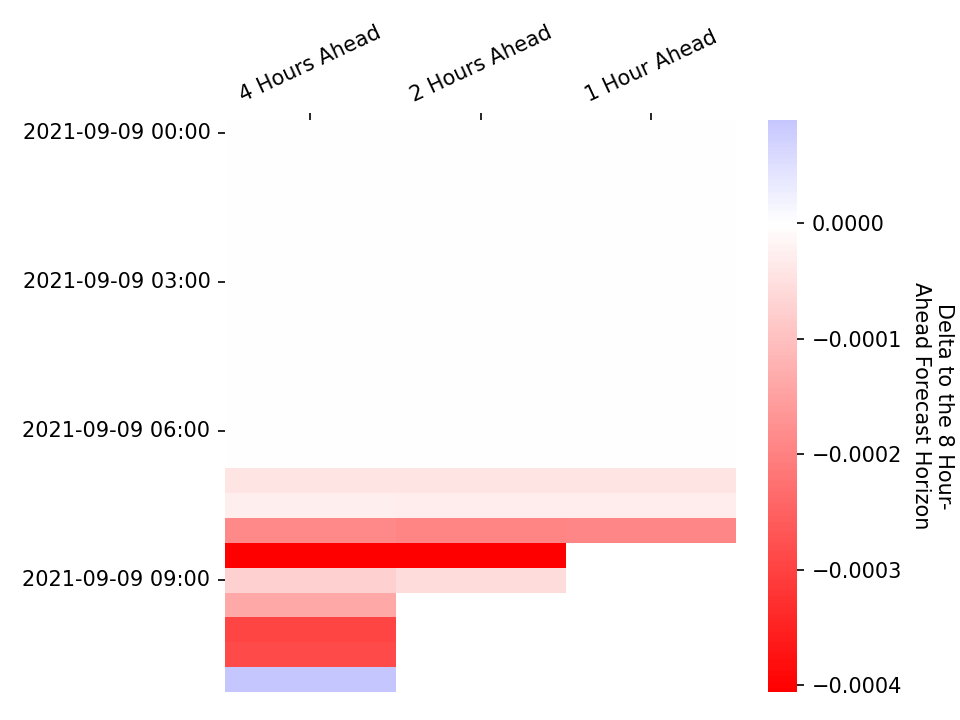 4 Hours Ahead
2 Hours Ahead
1 Hour Ahead
2021-09-09 00:00
2021-09-09 03:00
2021-09-09 06:00
2021-09-09 09:00
0.0000
−0.0001
−0.0002
−0.0003
−0.0004
Delta to the 8 Hour-
Ahead Forecast Horizon